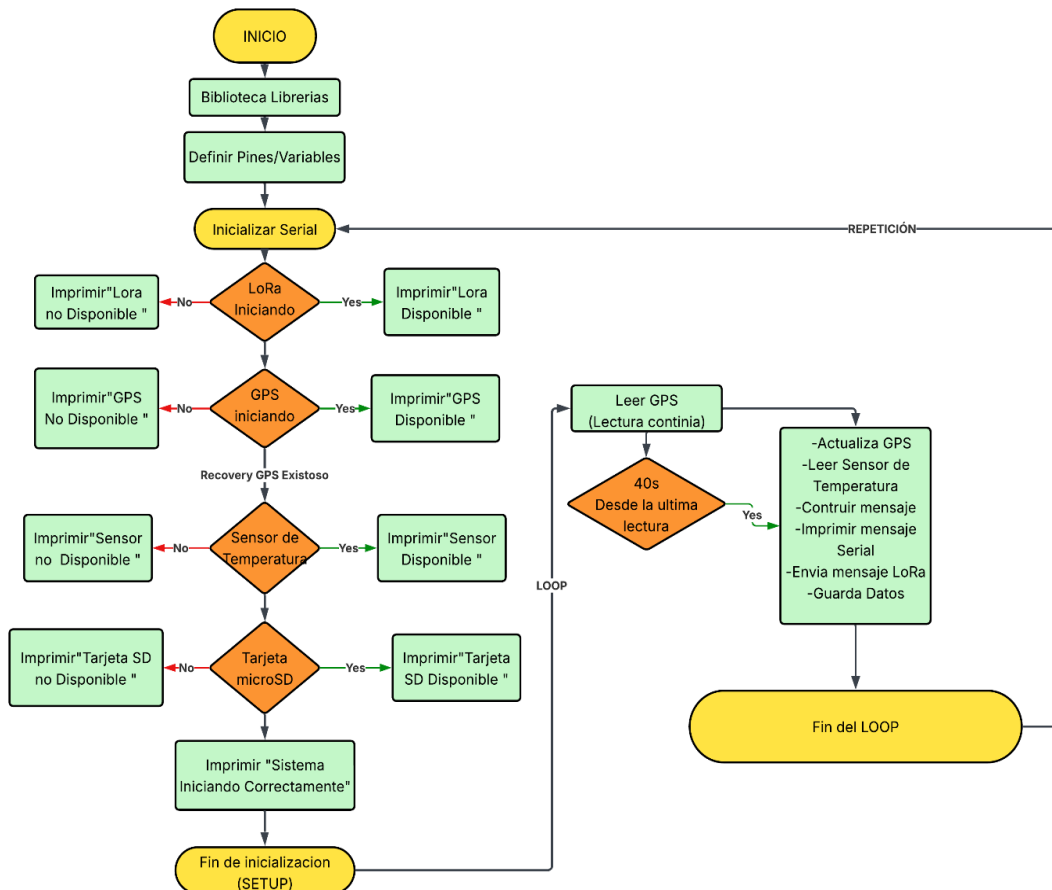 INICIO
Biblioteca Librerias
Definir Pines/Variables
Inicializar Serial
REPETICIÓN
Imprimir"Lora
no Disponible "
No
LoRa
Iniciando
Yes
Imprimir"Lora
Disponible "
Imprimir"GPS
No Disponible "
No
GPS
iniciando
Yes
Imprimir"GPS
Disponible "
Recovery GPS Existoso
Imprimir"Sensor
no  Disponible "
No
Sensor de
Temperatura
Yes
Imprimir"Sensor
Disponible "
Imprimir"Tarjeta SD
no Disponible "
No
Tarjeta
microSD
Yes
Imprimir"Tarjeta
SD Disponible "
Imprimir "Sistema
Iniciando Correctamente"
Fin de inicializacion
(SETUP)
LOOP
Leer GPS
(Lectura continia)
40s
Desde la ultima
lectura
Yes
-Actualiza GPS
-Leer Sensor de
Temperatura
-Contruir mensaje
-Imprimir mensaje
Serial
-Envia mensaje LoRa
-Guarda Datos
Fin del LOOP